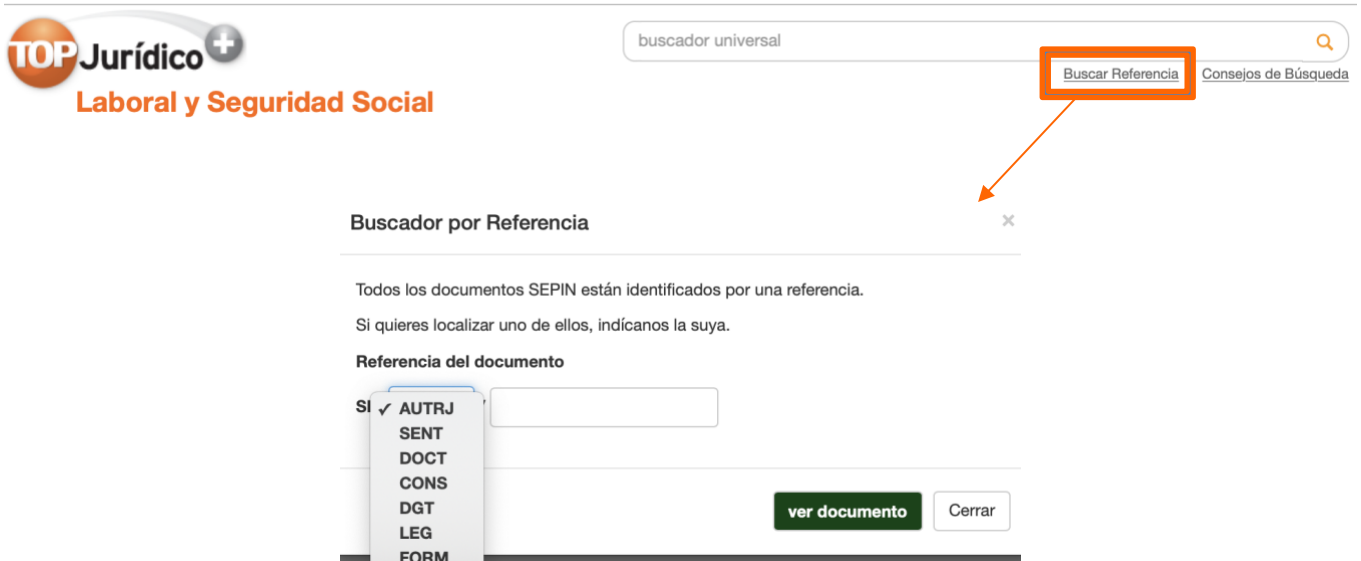 TOP Jurídico +
Laboral y Seguridad Social
buscador universal
Buscar Referencia
Consejos de Búsqueda
Buscador por Referencia
×
Todos los documentos SEPIN están identificados por una referencia.
Si quieres localizar uno de ellos, indícanos la suya.
Referencia del documento
✓ AUTRJ
SENT
DOCT
CONS
DGT
LEG
FORM
ver documento
Cerrar